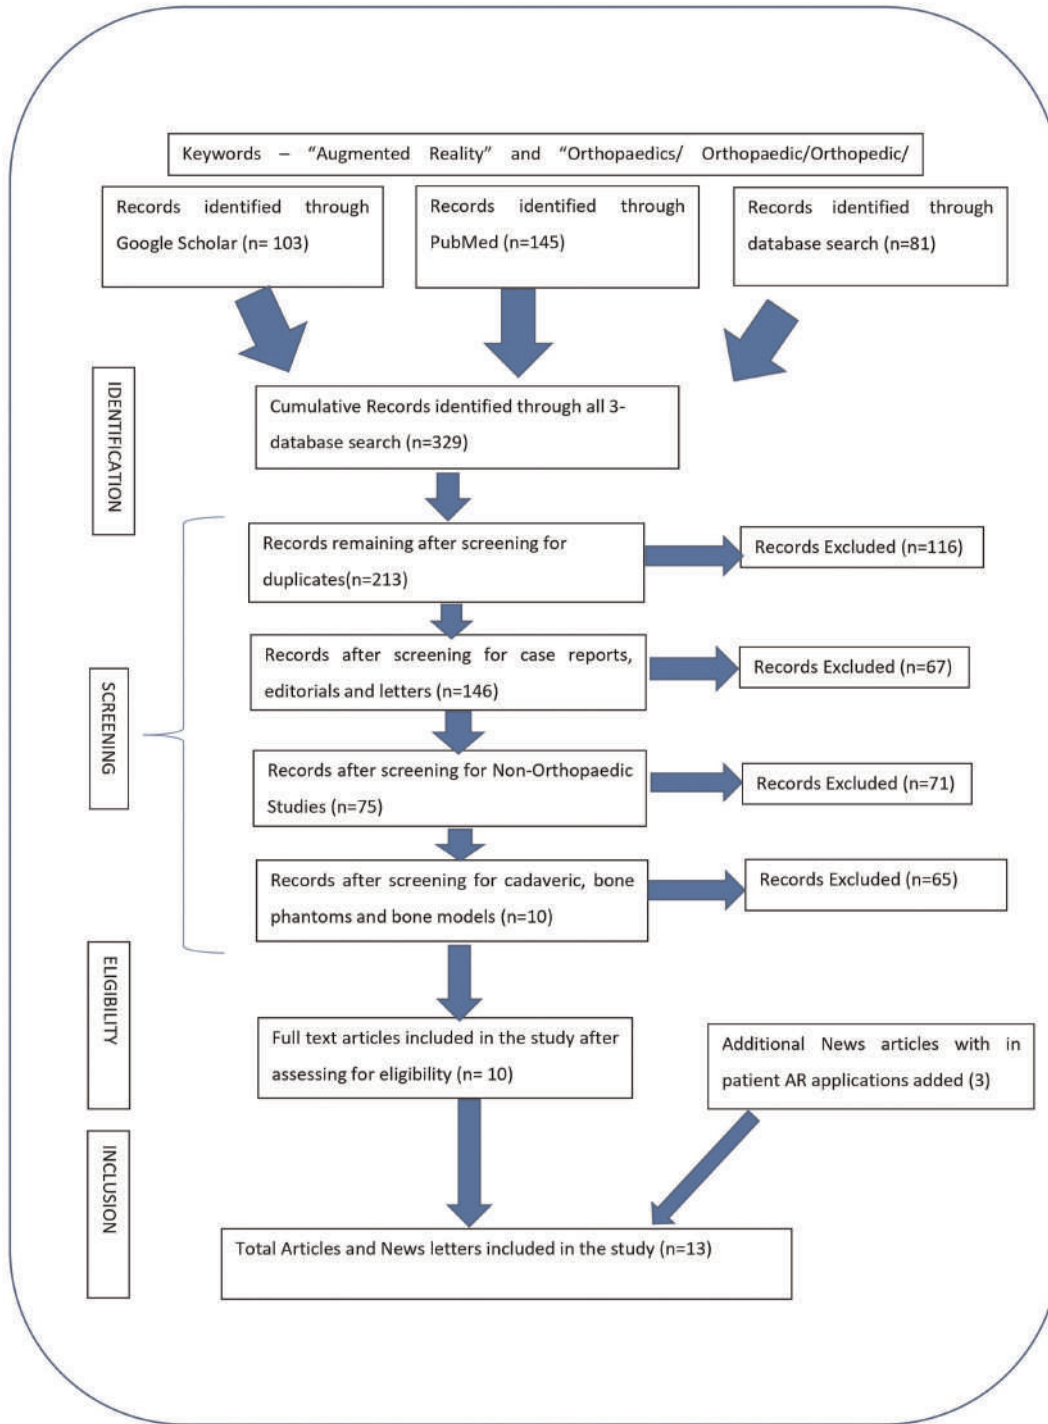 Keywords – “Augmented Reality” and “Orthopaedics/ Orthopaedic/Orthopedic/
Records identified through
Google Scholar (n= 103)
Records identified through
PubMed (n=145)
Records identified through
database search (n=81)
IDENTIFICATION
Cumulative Records identified through all 3-
database search (n=329)
SCREENING
Records remaining after screening for
duplicates(n=213)
Records Excluded (n=116)
Records after screening for case reports,
editorials and letters (n=146)
Records Excluded (n=67)
Records after screening for Non-Orthopaedic
Studies (n=75)
Records Excluded (n=71)
Records after screening for cadaveric, bone
phantoms and bone models (n=10)
Records Excluded (n=65)
ELIGIBILITY
Full text articles included in the study after
assessing for eligibility (n= 10)
Additional News articles with in
patient AR applications added (3)
INCLUSION
Total Articles and News letters included in the study (n=13)